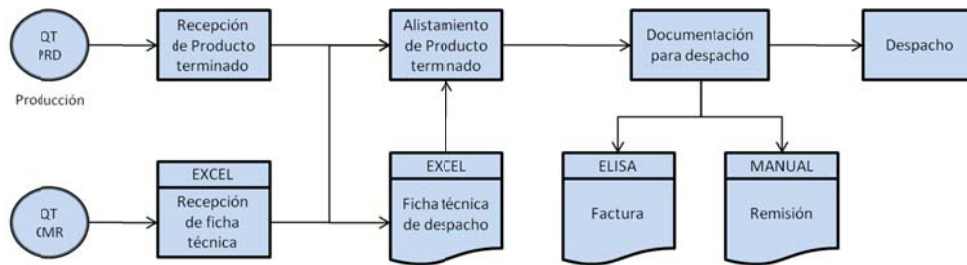 QT
PRD
Producción
Recepción
de Producto
terminado
Alistamiento
de Producto
terminado
Documentación
para despacho
Despacho
QT
CMR
EXCEL
Recepción
de ficha
técnica
EXCEL
Ficha técnica
de despacho
ELISA
Factura
MANUAL
Remisión